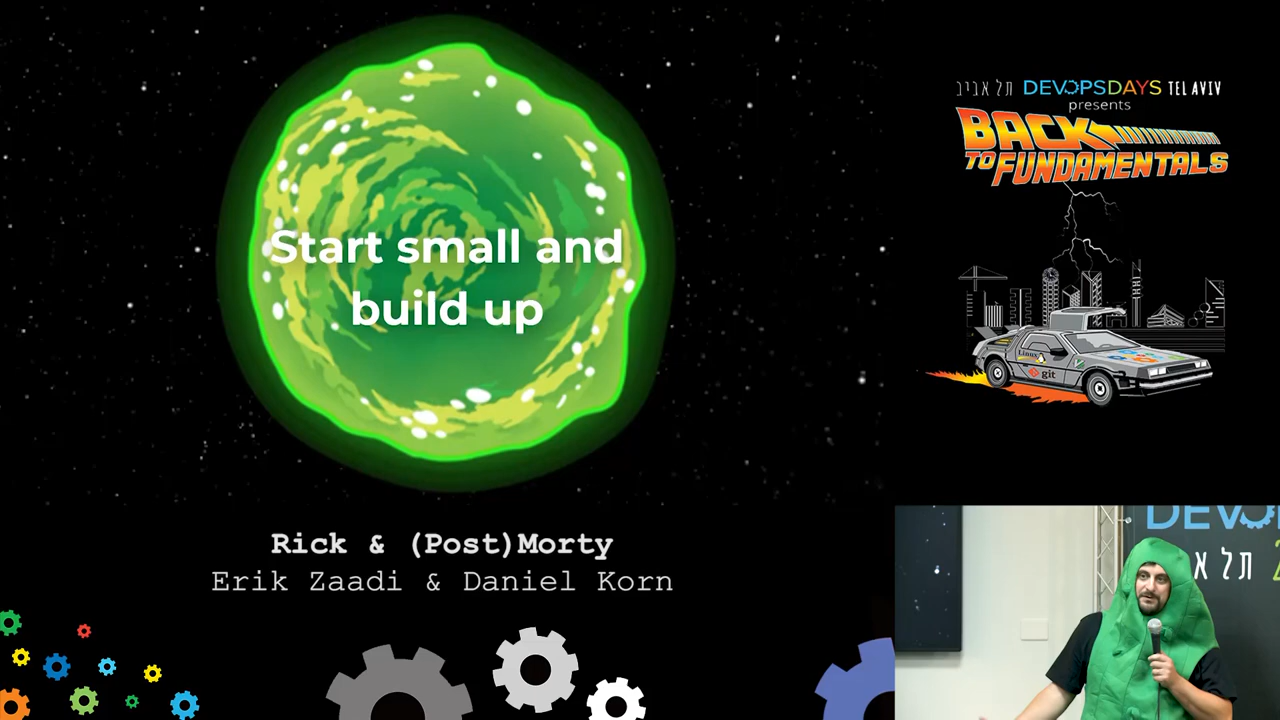 Start small and
build up
Rick & (Post)Morty
Erik Zaadi & Daniel Korn
תל אביב DEVOPSDAYS TEL AVIV
presents
BACK
TO FUNDAMENTALS
Linux
git
DEVO
תל א